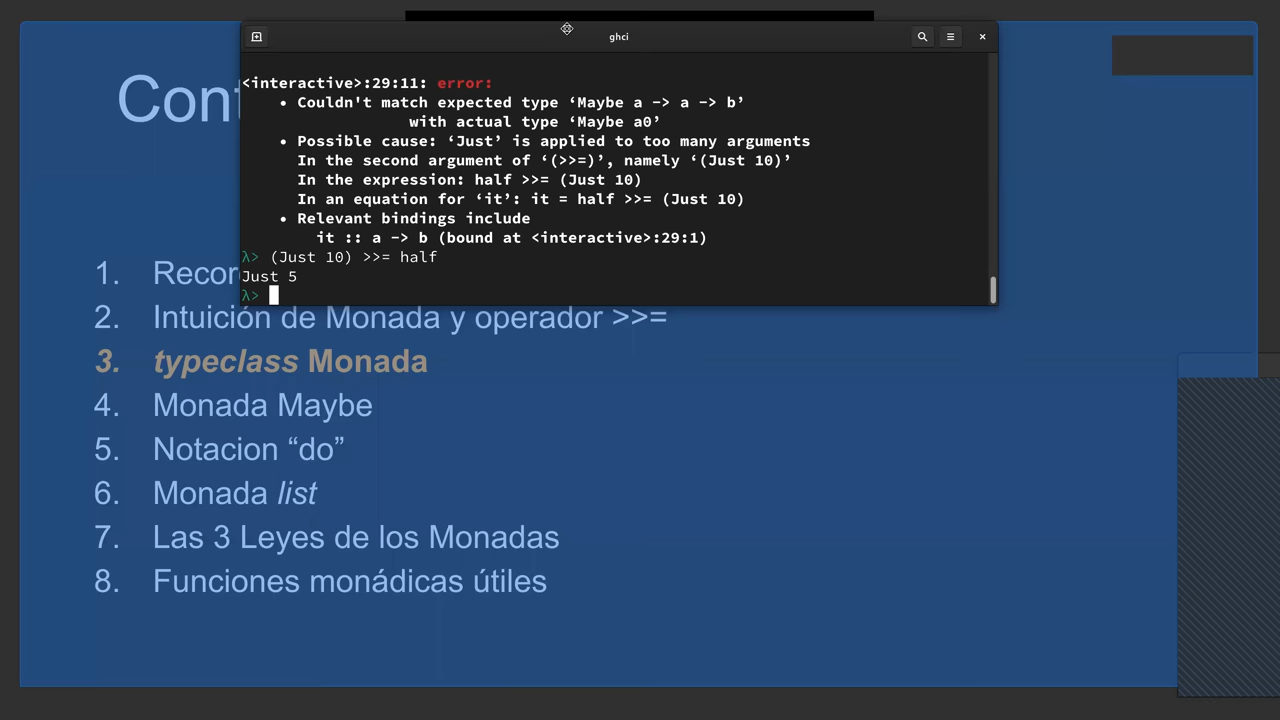 ghci
<interactive>:29:11: error:
• Couldn't match expected type ‘Maybe a -> a -> b’
with actual type ‘Maybe a0’
• Possible cause: ‘Just’ is applied to too many arguments
In the second argument of ‘(>>=)’, namely ‘(Just 10)’
In the expression: half >>= (Just 10)
In an equation for ‘it’: it = half >>= (Just 10)
• Relevant bindings include
it :: a -> b (bound at <interactive>:29:1)
λ> (Just 10) >>= half
Just 5
λ>
1.
2. Intuición de Monada y operador >>=
3. typeclass Monada
4. Monada Maybe
5. Notacion “do”
6. Monada list
7. Las 3 Leyes de los Monadas
8. Funciones monádicas útiles